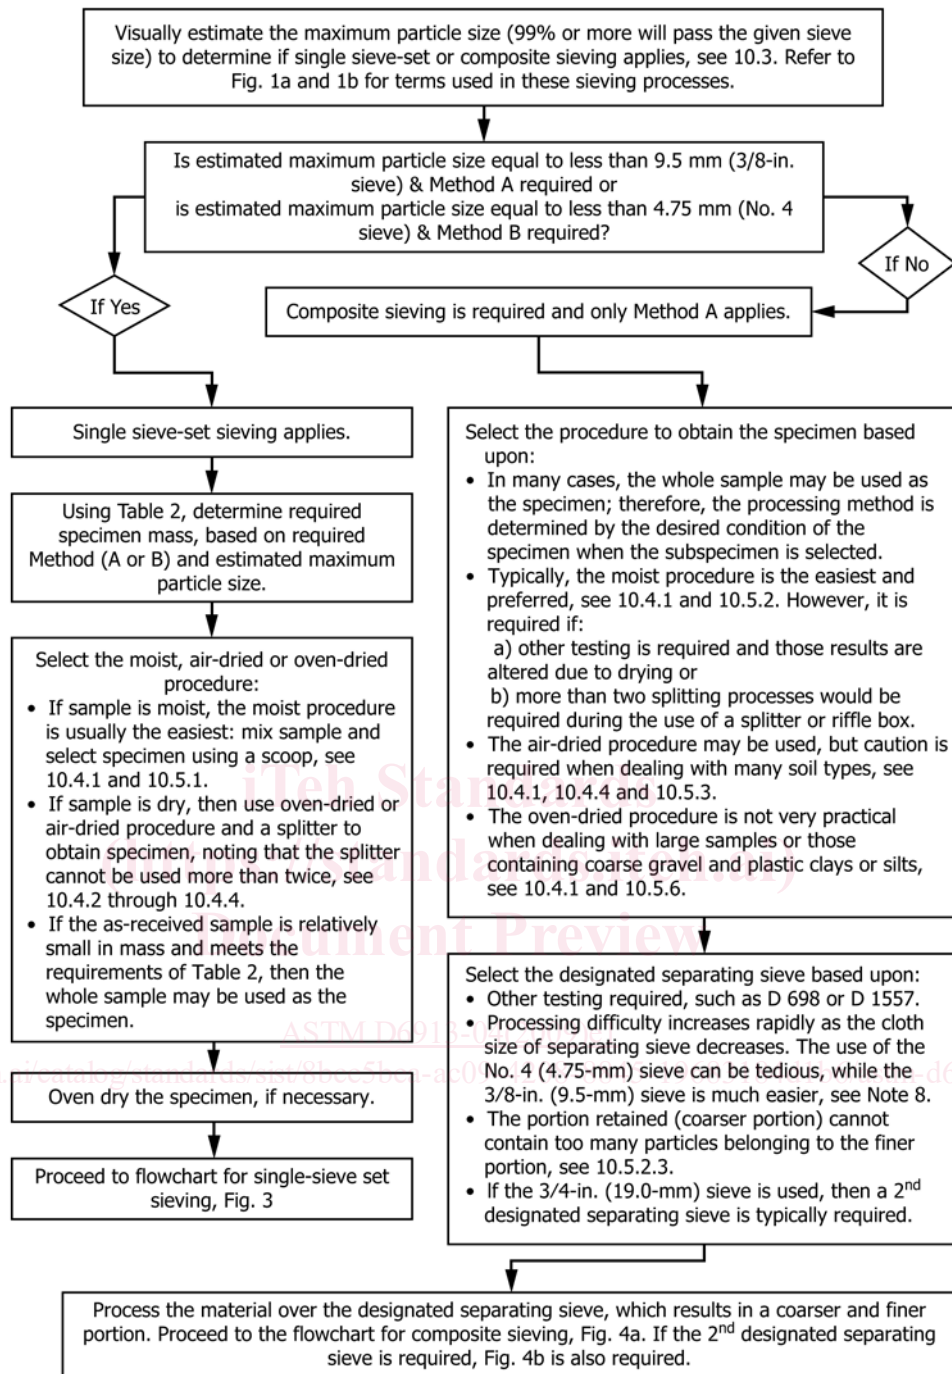 Visually estimate the maximum particle size (99% or more will pass the given sieve
size) to determine if single sieve-set or composite sieving applies, see 10.3. Refer to
Fig. 1a and 1b for terms used in these sieving processes.
Is estimated maximum particle size equal to less than 9.5 mm (3/8-in.
sieve) & Method A required or
is estimated maximum particle size equal to less than 4.75 mm (No. 4
sieve) & Method B required?
If Yes
If No
Composite sieving is required and only Method A applies.
Single sieve-set sieving applies.
Using Table 2, determine required
specimen mass, based on required
Method (A or B) and estimated maximum
particle size.
Select the moist, air-dried or oven-dried
procedure:
• If sample is moist, the moist procedure
is usually the easiest: mix sample and
select specimen using a scoop, see
10.4.1 and 10.5.1.
• If sample is dry, then use oven-dried or
air-dried procedure and a splitter to
obtain specimen, noting that the splitter
cannot be used more than twice, see
10.4.2 through 10.4.4.
• If the as-received sample is relatively
small in mass and meets the
requirements of Table 2, then the
whole sample may be used as the
specimen.
Oven dry the specimen, if necessary.
Proceed to flowchart for single-sieve set
sieving, Fig. 3
Select the procedure to obtain the specimen based
upon:
• In many cases, the whole sample may be used as
the specimen; therefore, the processing method is
determined by the desired condition of the
specimen when the subspecimen is selected.
• Typically, the moist procedure is the easiest and
preferred, see 10.4.1 and 10.5.2. However, it is
required if:
a) other testing is required and those results are
altered due to drying or
b) more than two splitting processes would be
required during the use of a splitter or riffle box.
• The air-dried procedure may be used, but caution is
required when dealing with many soil types, see
10.4.1, 10.4.4 and 10.5.3.
• The oven-dried procedure is not very practical
when dealing with large samples or those
containing coarse gravel and plastic clays or silts,
see 10.4.1 and 10.5.6.
Select the designated separating sieve based upon:
• Other testing required, such as D 698 or D 1557.
• Processing difficulty increases rapidly as the cloth
size of separating sieve decreases. The use of the
No. 4 (4.75-mm) sieve can be tedious, while the
3/8-in. (9.5-mm) sieve is much easier, see Note 8.
• The portion retained (coarser portion) cannot
contain too many particles belonging to the finer
portion, see 10.5.2.3.
• If the 3/4-in. (19.0-mm) sieve is used, then a 2nd
designated separating sieve is typically required.
Process the material over the designated separating sieve, which results in a coarser and finer
portion. Proceed to the flowchart for composite sieving, Fig. 4a. If the 2nd designated separating
sieve is required, Fig. 4b is also required.
iTeh Standards
(https://standards.iteh.ai)
Document Preview